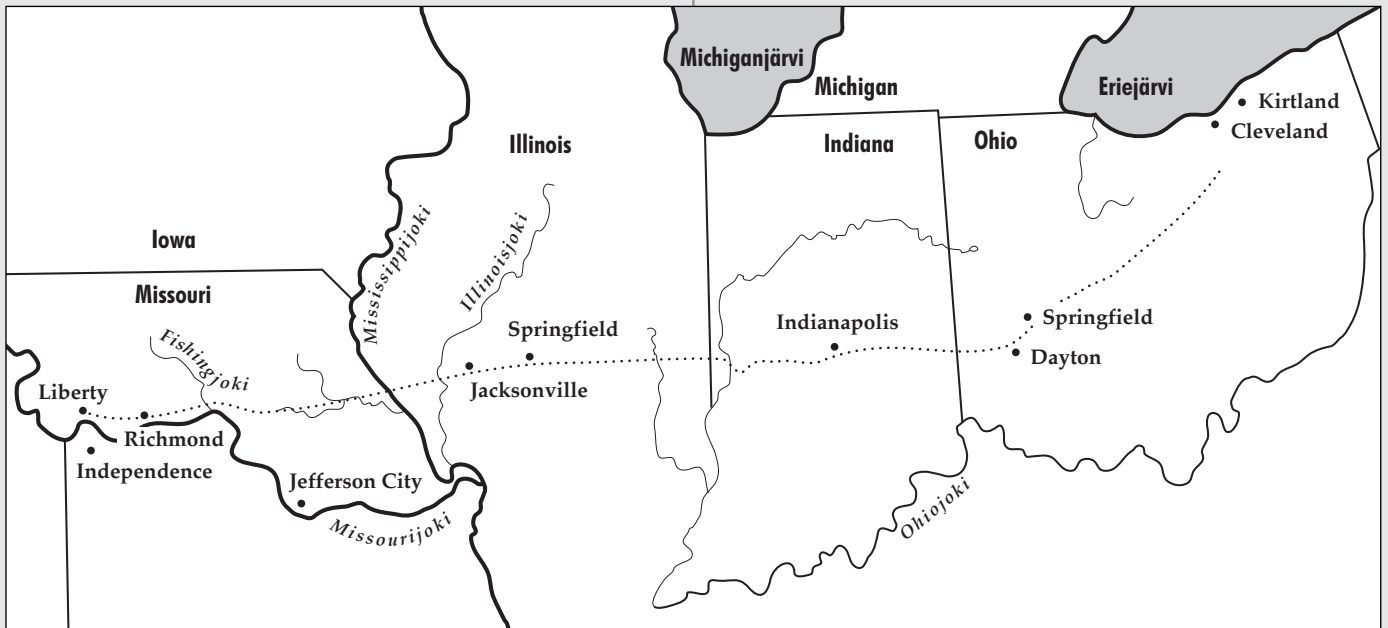 Michiganjärvi
Michigan
Eriejärvi
Kirtland
Cleveland
Illinois
Indiana
Ohio
Iowa
Missouri
Mississippijoki
Illinoisjoki
Fishingjoki
Springfield
Jacksonville
Indianapolis
Springfield
Dayton
Liberty
Richmond
Independence
Jefferson City
Missourijoki
Ohiojoki